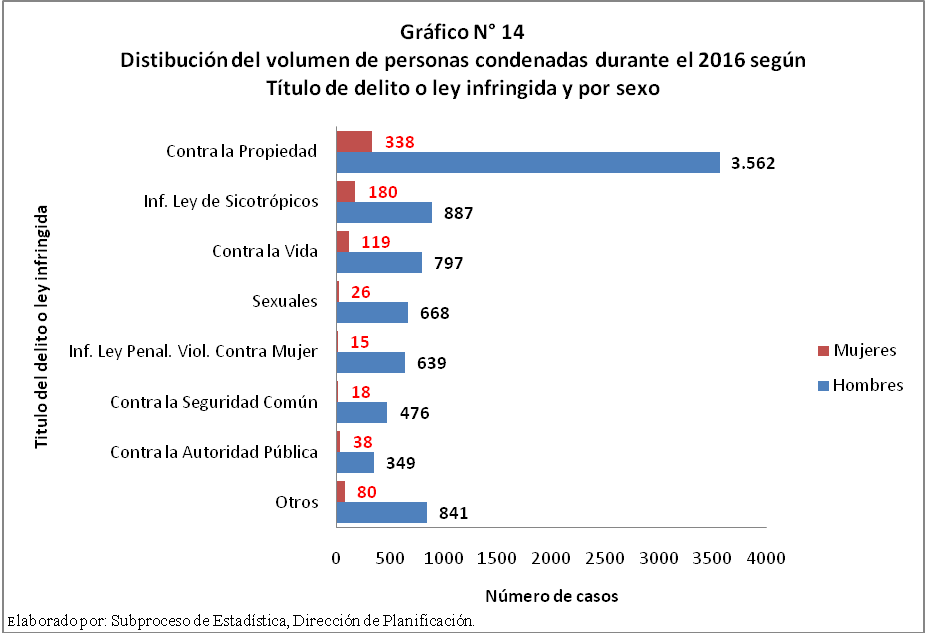 Gráfico N° 14
Distibución del volumen de personas condenadas durante el 2016 según
Título de delito o ley infringida y por sexo
Titulo del delito o ley infringida
Contra la Propiedad
338
3.562
Inf. Ley de Sicotrópicos
180
887
Contra la Vida
119
797
Sexuales
26
668
Inf. Ley Penal. Viol. Contra Mujer
15
639
Contra la Seguridad Común
18
476
Contra la Autoridad Pública
38
349
Otros
80
841
Mujeres
Hombres
0 500 1000 1500 2000 2500 3000 3500 4000
Número de casos
Elaborado por: Subproceso de Estadística, Dirección de Planificación.